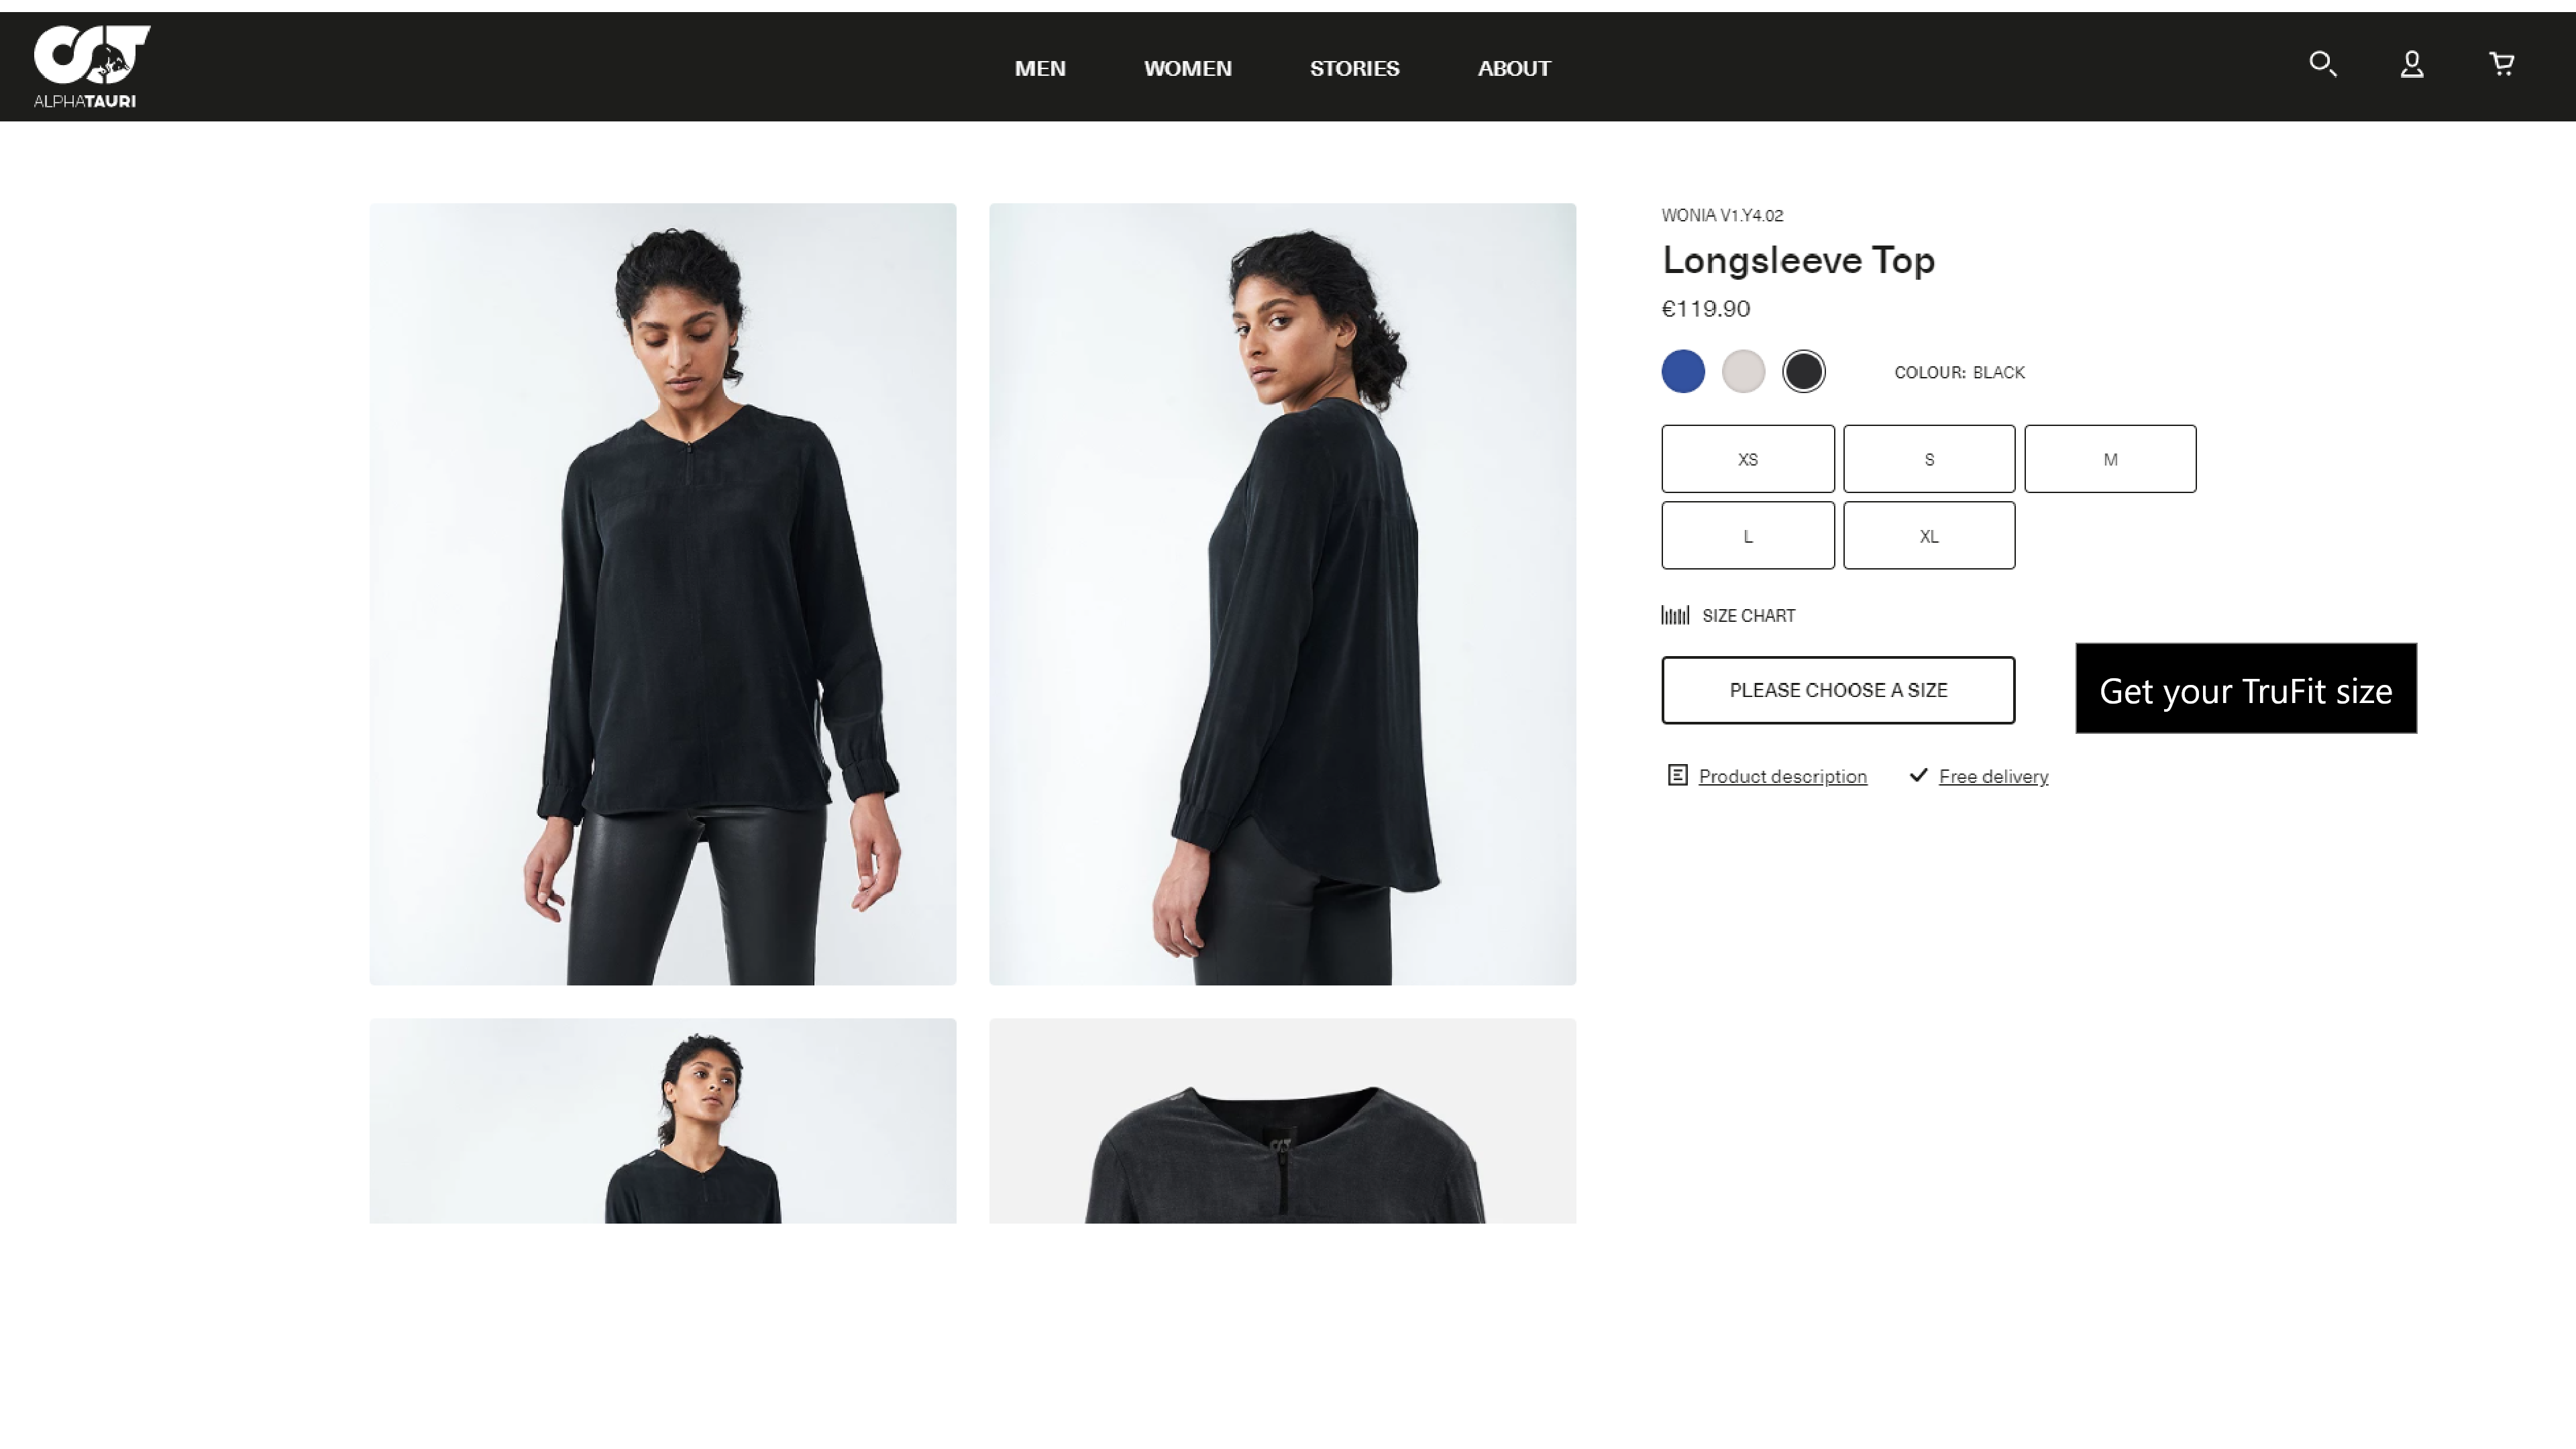 ALPHATAURI
MEN
WOMEN
STORIES
ABOUT
WONIA V1.Y4.02
Longsleeve Top
€119.90
COLOUR: BLACK
XS
S
M
L
XL
SIZE CHART
PLEASE CHOOSE A SIZE
Get your TruFit size
Product description
Free delivery